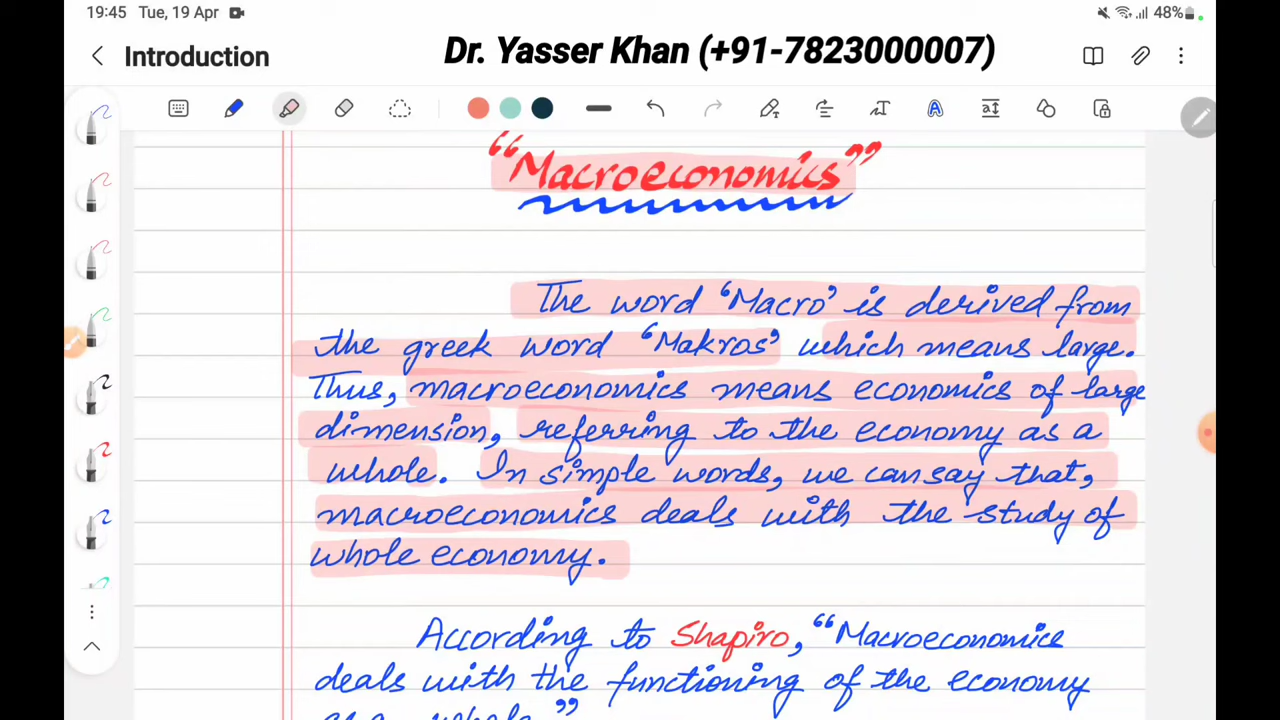 19:45 Tue, 19 Apr
48%
Introduction
Dr. Yasser Khan (+91-7823000007)
"Macroeconomics"
The word 'Macro' is derived from
the greek word 'Makros' which means large.
Thus, macroeconomics means economics of large
dimension, referring to the economy as a
whole. In simple words, we can say that,
macroeconomics deals with the study of
whole economy.
According to Shapiro, "Macroeconomics
deals with the functioning of the economy
as a whole"